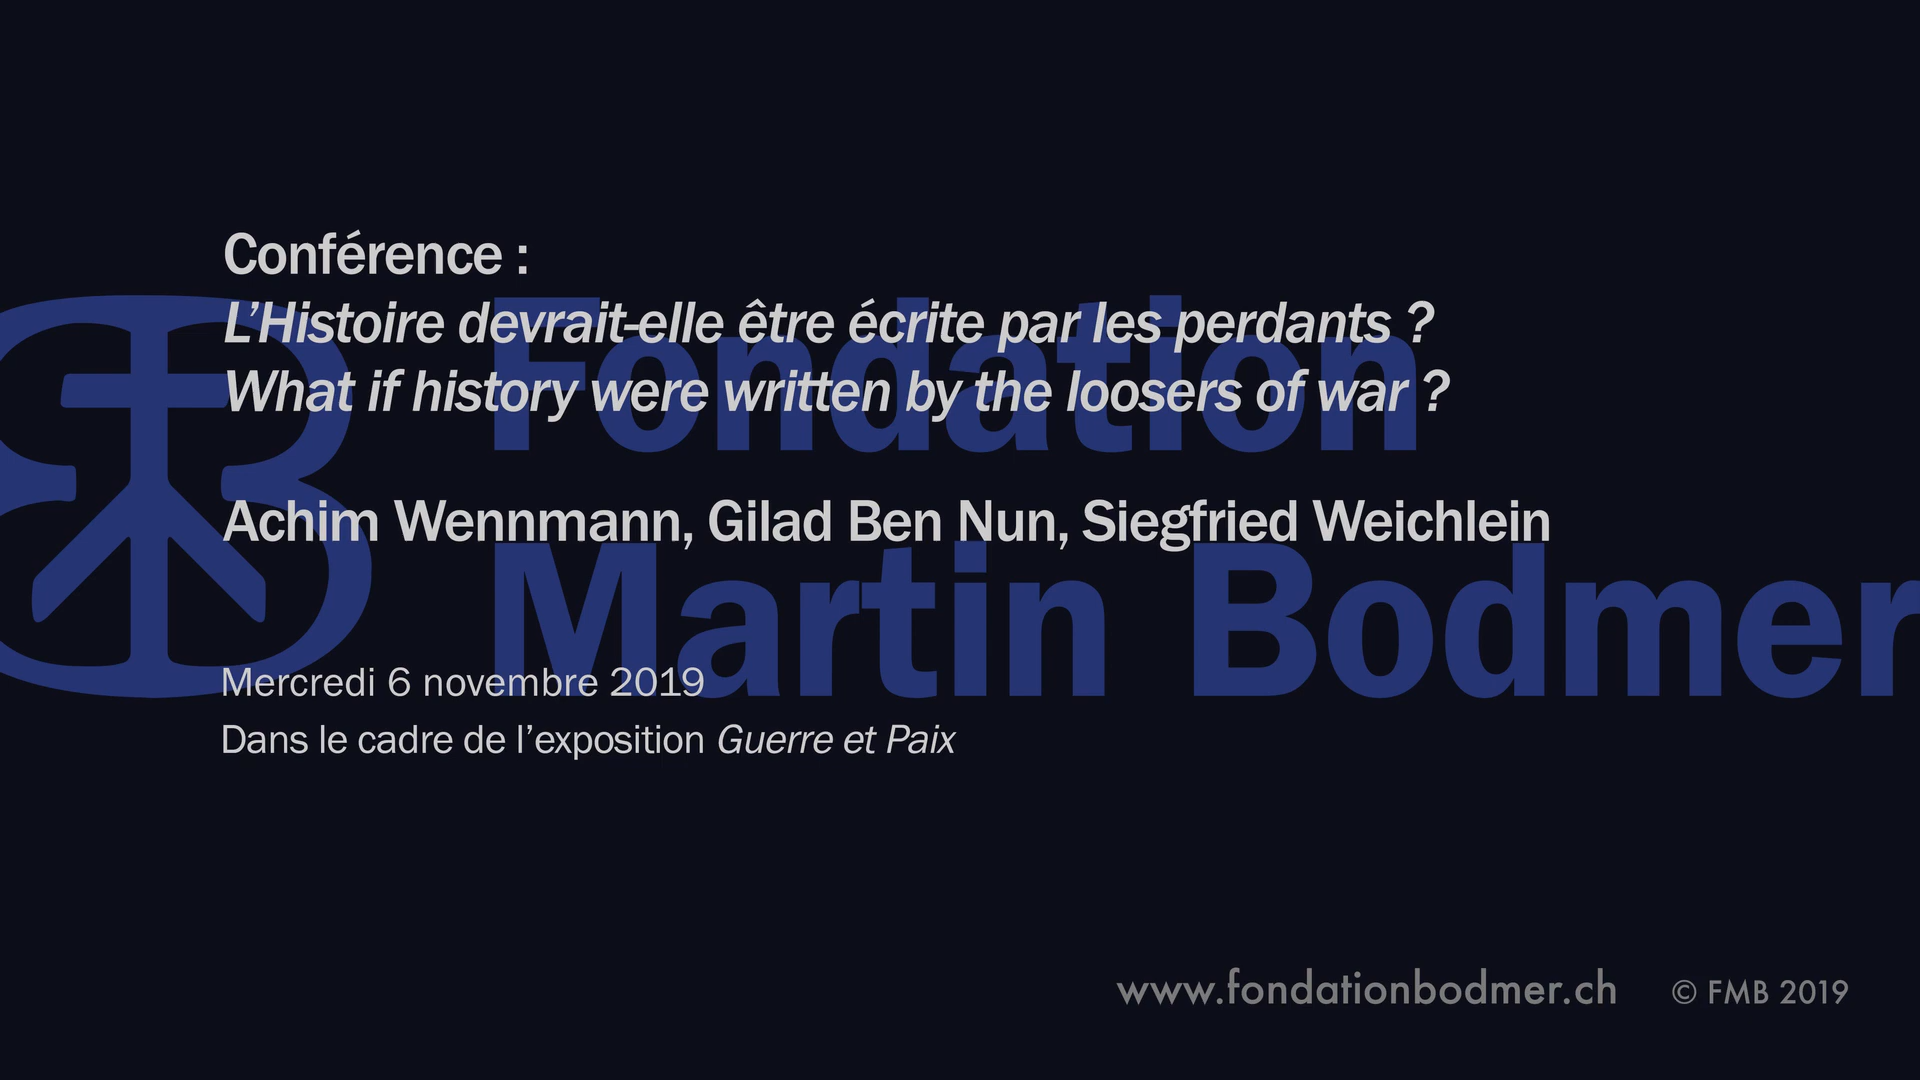 Conférence :
L’Histoire devrait-elle être écrite par les perdants ?
What if history were written by the loosers of war ?
Achim Wennmann, Gilad Ben Nun, Siegfried Weichlein
Mercredi 6 novembre 2019
Dans le cadre de l’exposition Guerre et Paix
Fondation
Martin Bodmer
www.fondationbodmer.ch © FMB 2019